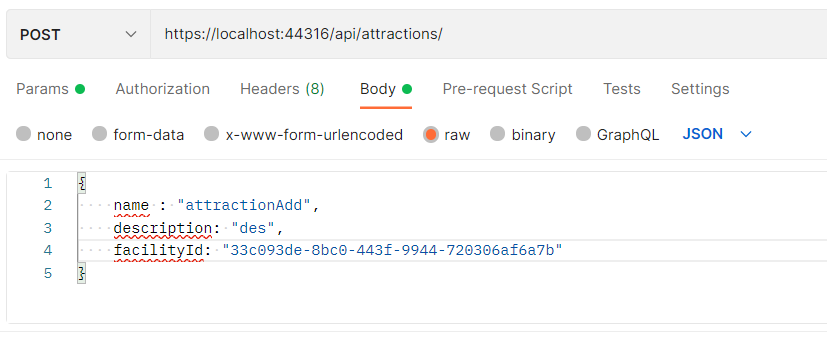 POST https://localhost:44316/api/attractions/
Params Authorization Headers (8) Body Pre-request Script Tests Settings
none form-data x-www-form-urlencoded raw binary GraphQL JSON
1 {
2 name : "attractionAdd",
3 description: "des",
4 facilityId: "33c093de-8bc0-443f-9944-720306af6a7b"
5 }